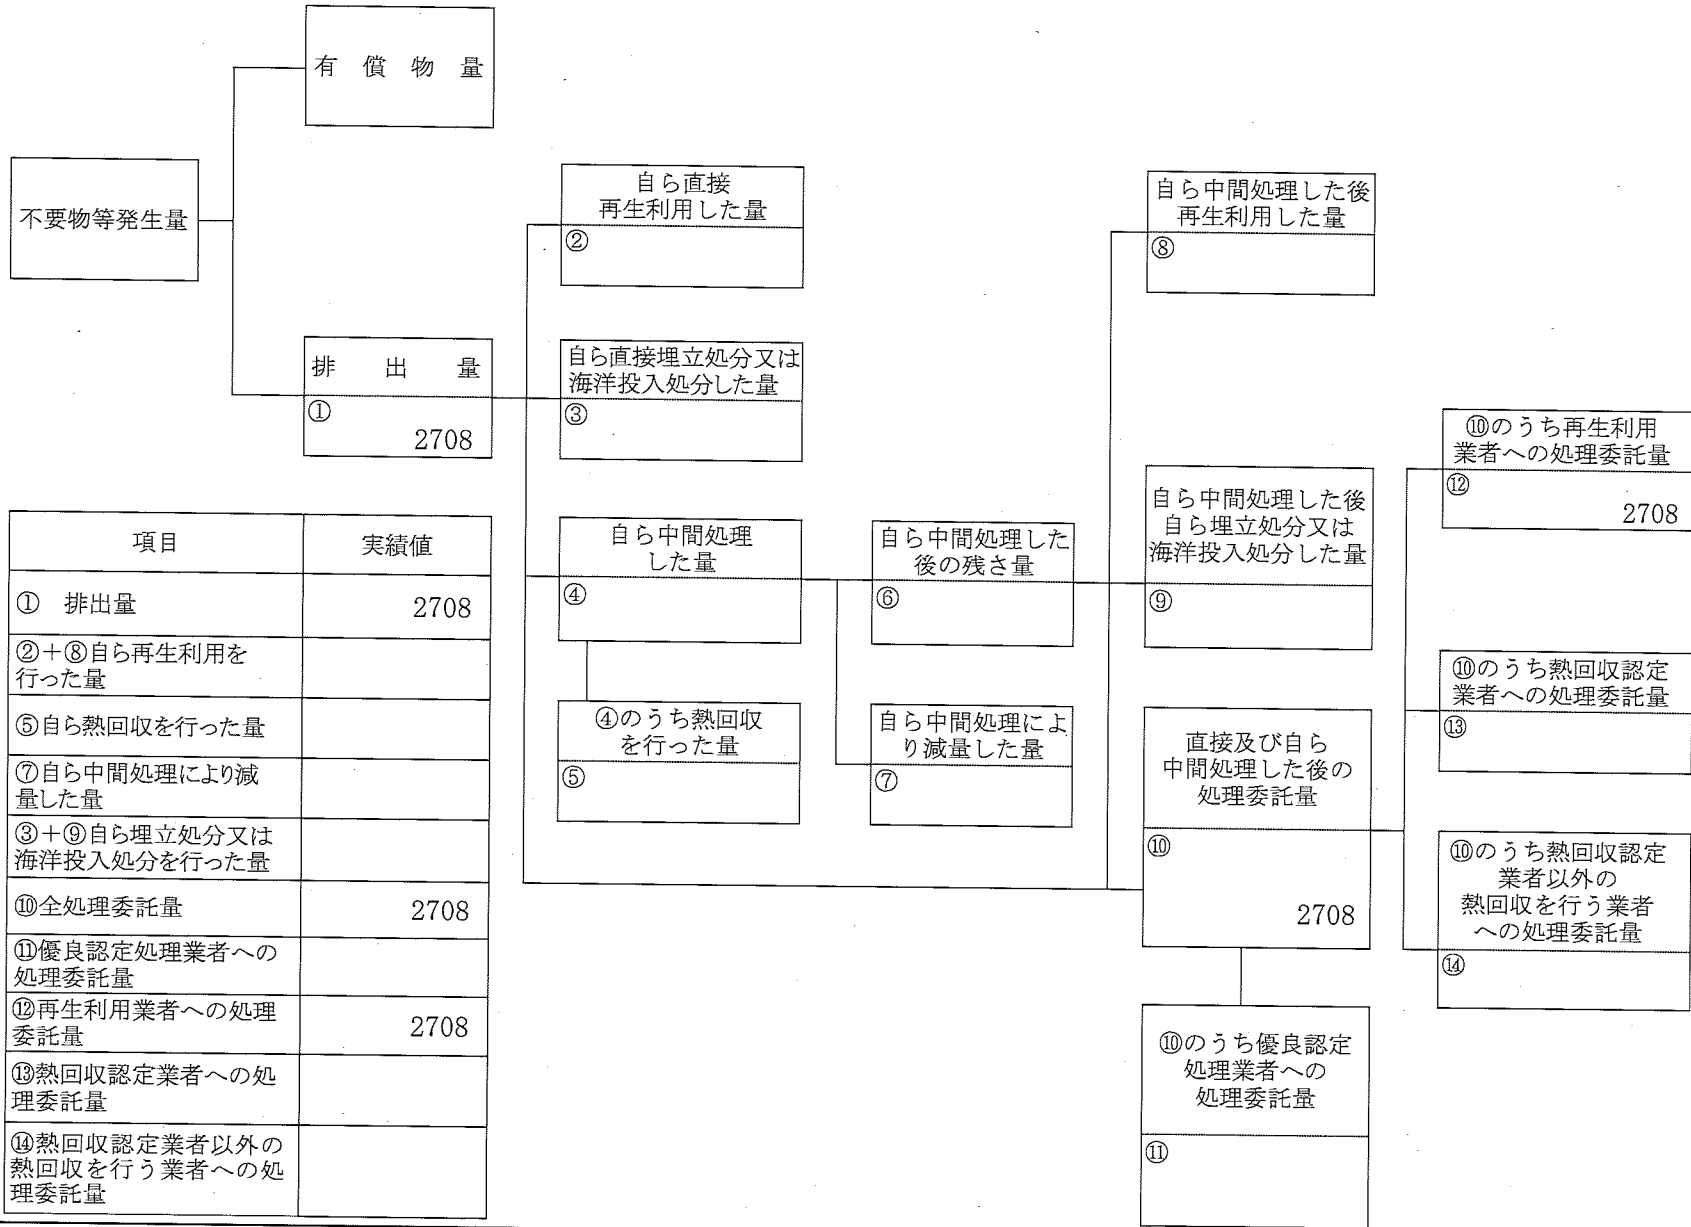 有 償 物 量
不要物等発生量
排 出 量
①
2708
自ら直接
再生利用した量
②
自ら直接埋立処分又は
海洋投入処分した量
③
自ら中間処理
した量
④
④のうち熱回収
を行った量
⑤
自ら中間処理した
後の残さ量
⑥
自ら中間処理によ
り減量した量
⑦
自ら中間処理した後
再生利用した量
⑧
自ら中間処理した後
自ら埋立処分又は
海洋投入処分した量
⑨
直接及び自ら
中間処理した後の
処理委託量
⑩
2708
⑩のうち優良認定
処理業者への
処理委託量
⑪
⑩のうち再生利用
業者への処理委託量
⑫
2708
⑩のうち熱回収認定
業者への処理委託量
⑬
⑩のうち熱回収認定
業者以外の
熱回収を行う業者
への処理委託量
⑭
項目 実績値
① 排出量 2708
②＋⑧自ら再生利用を
行った量
⑤自ら熱回収を行った量
⑦自ら中間処理により減
量した量
③＋⑨自ら埋立処分又は
海洋投入処分を行った量
⑩全処理委託量 2708
⑪優良認定処理業者への
処理委託量
⑫再生利用業者への処理
委託量 2708
⑬熱回収認定業者への処
理委託量
⑭熱回収認定業者以外の
熱回収を行う業者への処
理委託量